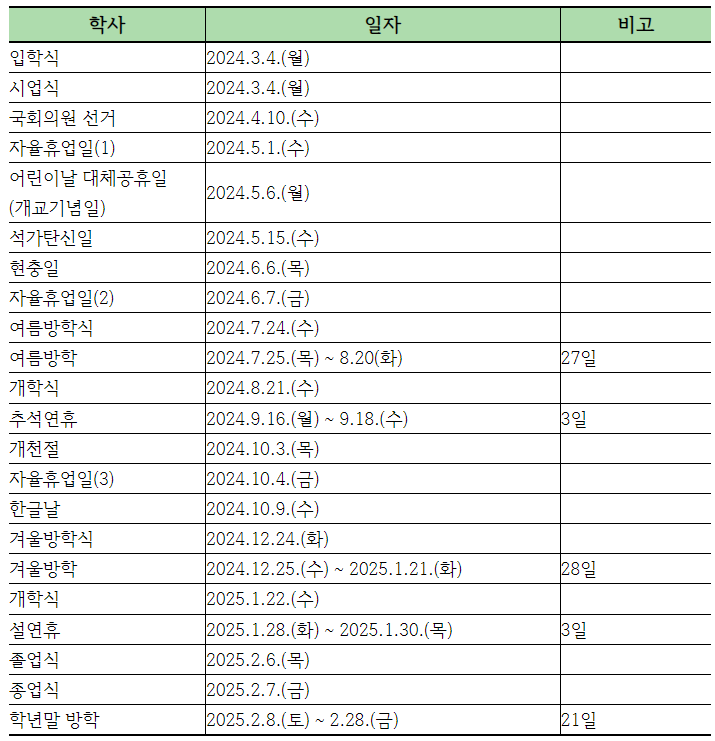 학사 일자 비고
입학식 2024.3.4.(월)
시업식 2024.3.4.(월)
국회의원 선거 2024.4.10.(수)
자율휴업일(1) 2024.5.1.(수)
어린이날 대체공휴일
(개교기념일) 2024.5.6.(월)
석가탄신일 2024.5.15.(수)
현충일 2024.6.6.(목)
자율휴업일(2) 2024.6.7.(금)
여름방학식 2024.7.24.(수)
여름방학 2024.7.25.(목) ~ 8.20(화) 27일
개학식 2024.8.21.(수)
추석연휴 2024.9.16.(월) ~ 9.18.(수) 3일
개천절 2024.10.3.(목)
자율휴업일(3) 2024.10.4.(금)
한글날 2024.10.9.(수)
겨울방학식 2024.12.24.(화)
겨울방학 2024.12.25.(수) ~ 2025.1.21.(화) 28일
개학식 2025.1.22.(수)
설연휴 2025.1.28.(화) ~ 2025.1.30.(목) 3일
졸업식 2025.2.6.(목)
종업식 2025.2.7.(금)
학년말 방학 2025.2.8.(토) ~ 2.28.(금) 21일